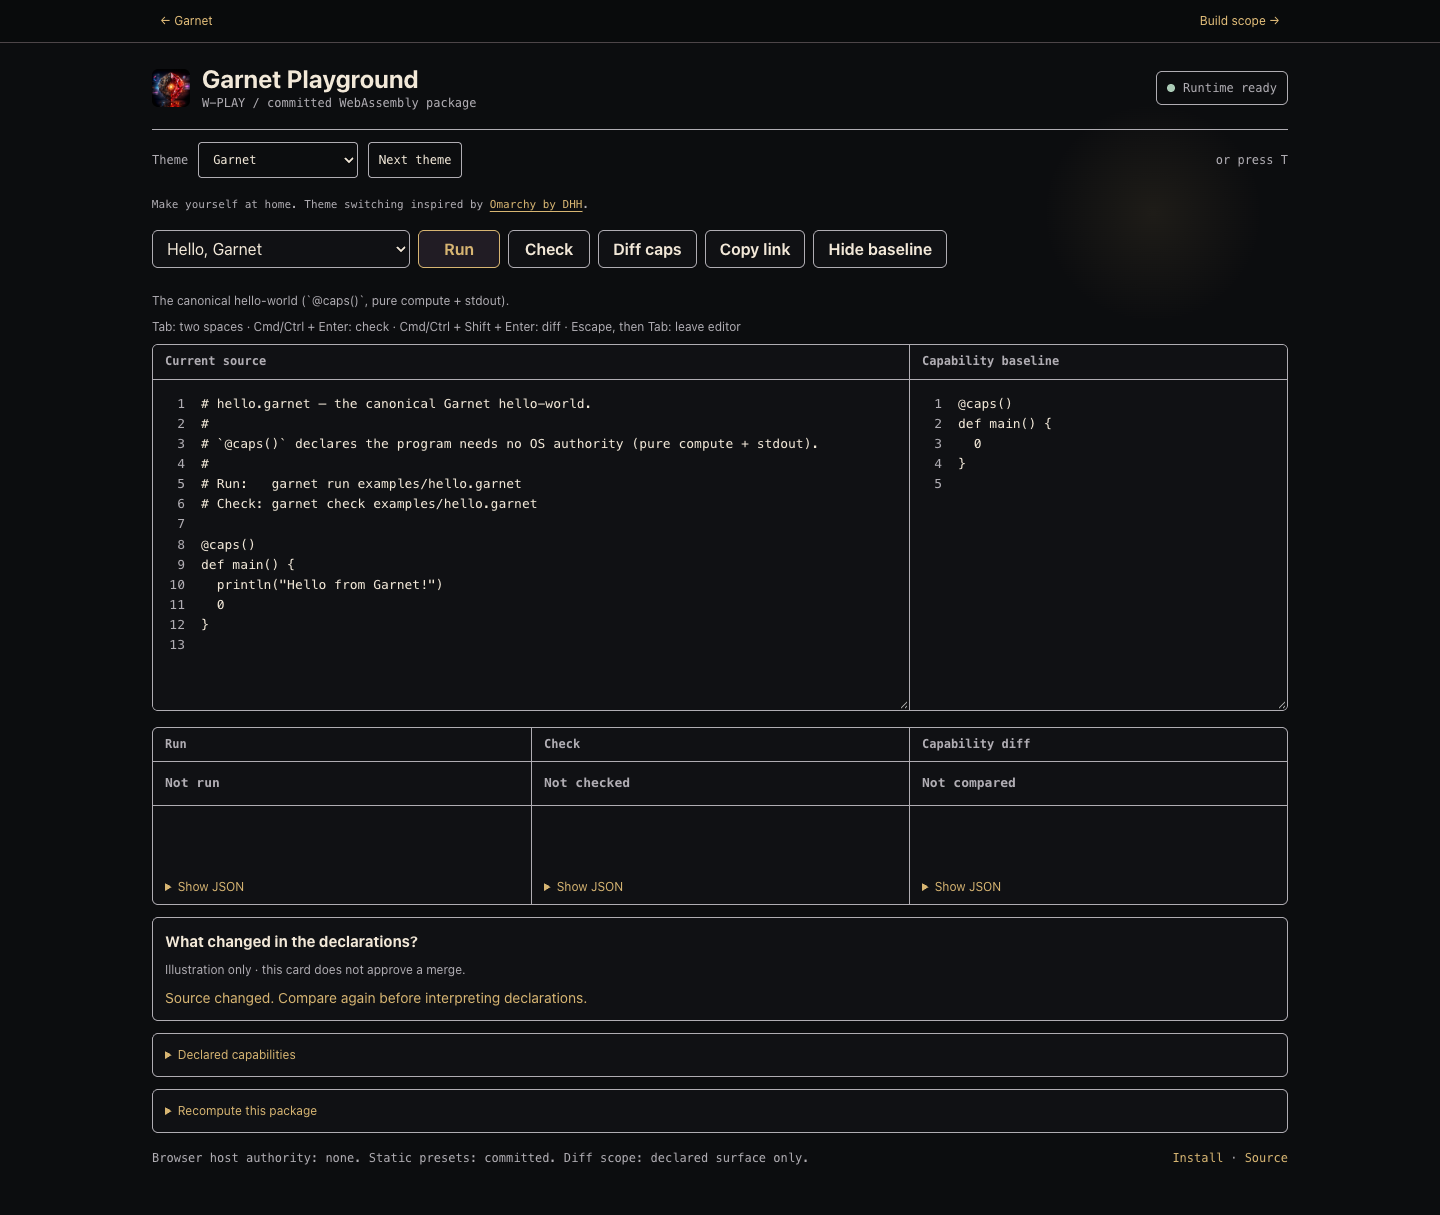 ← Garnet
Build scope →
Garnet Playground
W-PLAY / committed WebAssembly package
Runtime ready
Theme
Garnet
Next theme
or press T
Make yourself at home. Theme switching inspired by Omarchy by DHH.
Hello, Garnet
Run
Check
Diff caps
Copy link
Hide baseline
The canonical hello-world (`@caps()`, pure compute + stdout).
Tab: two spaces · Cmd/Ctrl + Enter: check · Cmd/Ctrl + Shift + Enter: diff · Escape, then Tab: leave editor
Current source
1 # hello.garnet — the canonical Garnet hello-world.
2 #
3 # `@caps()` declares the program needs no OS authority (pure compute + stdout).
4 #
5 # Run:   garnet run examples/hello.garnet
6 # Check: garnet check examples/hello.garnet
7
8 @caps()
9 def main() {
10   println("Hello from Garnet!")
11   0
12 }
13
Capability baseline
1 @caps()
2 def main() {
3   0
4 }
5
Run
Not run
Show JSON
Check
Not checked
Show JSON
Capability diff
Not compared
Show JSON
What changed in the declarations?
Illustration only · this card does not approve a merge.
Source changed. Compare again before interpreting declarations.
Declared capabilities
Recompute this package
Browser host authority: none. Static presets: committed. Diff scope: declared surface only.
Install · Source